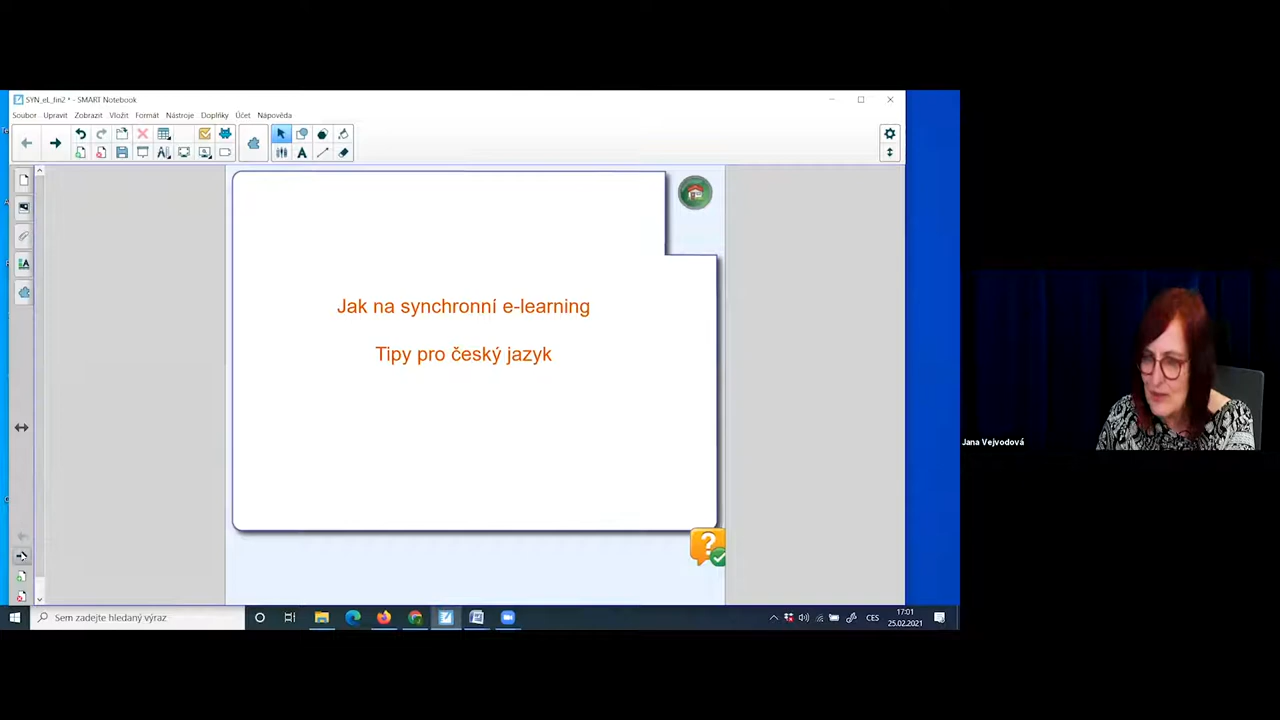 SYN_eL_fin2 * - SMART Notebook
Soubor Upravit Zobrazit Vložit Formát Nástroje Doplňky Účet Nápověda
Jak na synchronní e-learning
Tipy pro český jazyk
Jana Vejvodová
Sem zadejte hledaný výraz
CES
17:01
25.02.2021